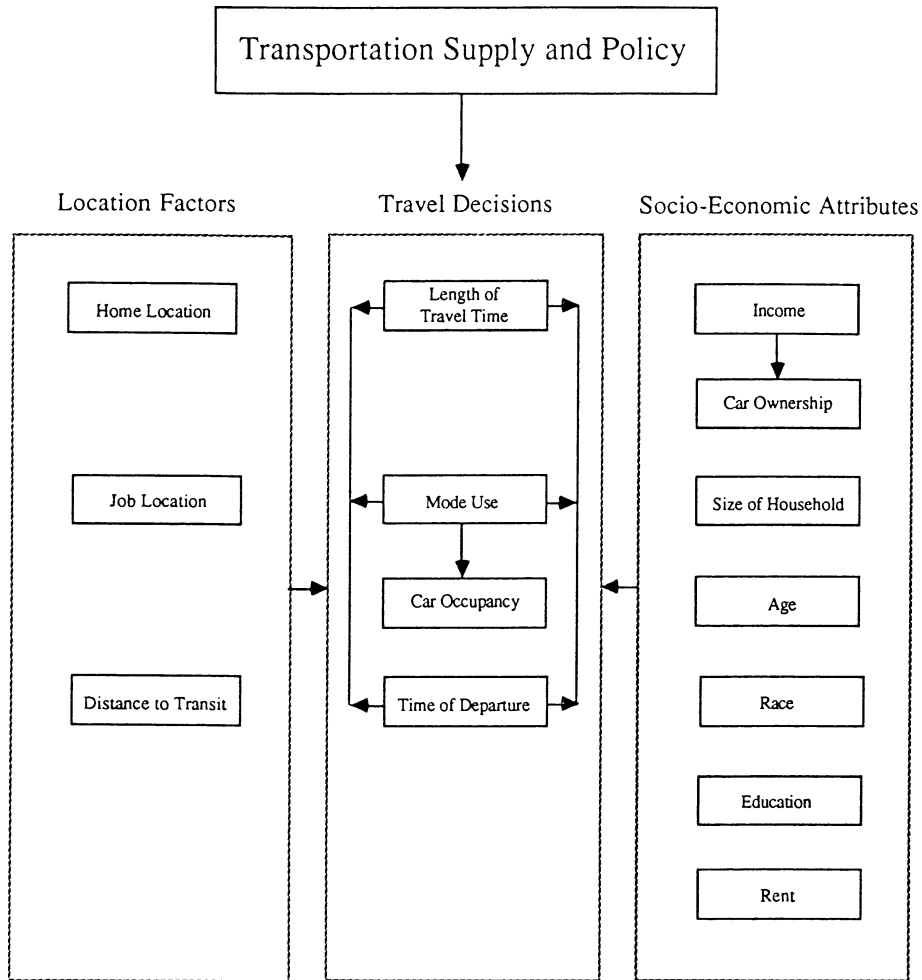 Transportation Supply and Policy
Location Factors
Home Location
Job Location
Distance to Transit
Travel Decisions
Length of
Travel Time
Mode Use
Car Occupancy
Time of Departure
Socio-Economic Attributes
Income
Car Ownership
Size of Household
Age
Race
Education
Rent